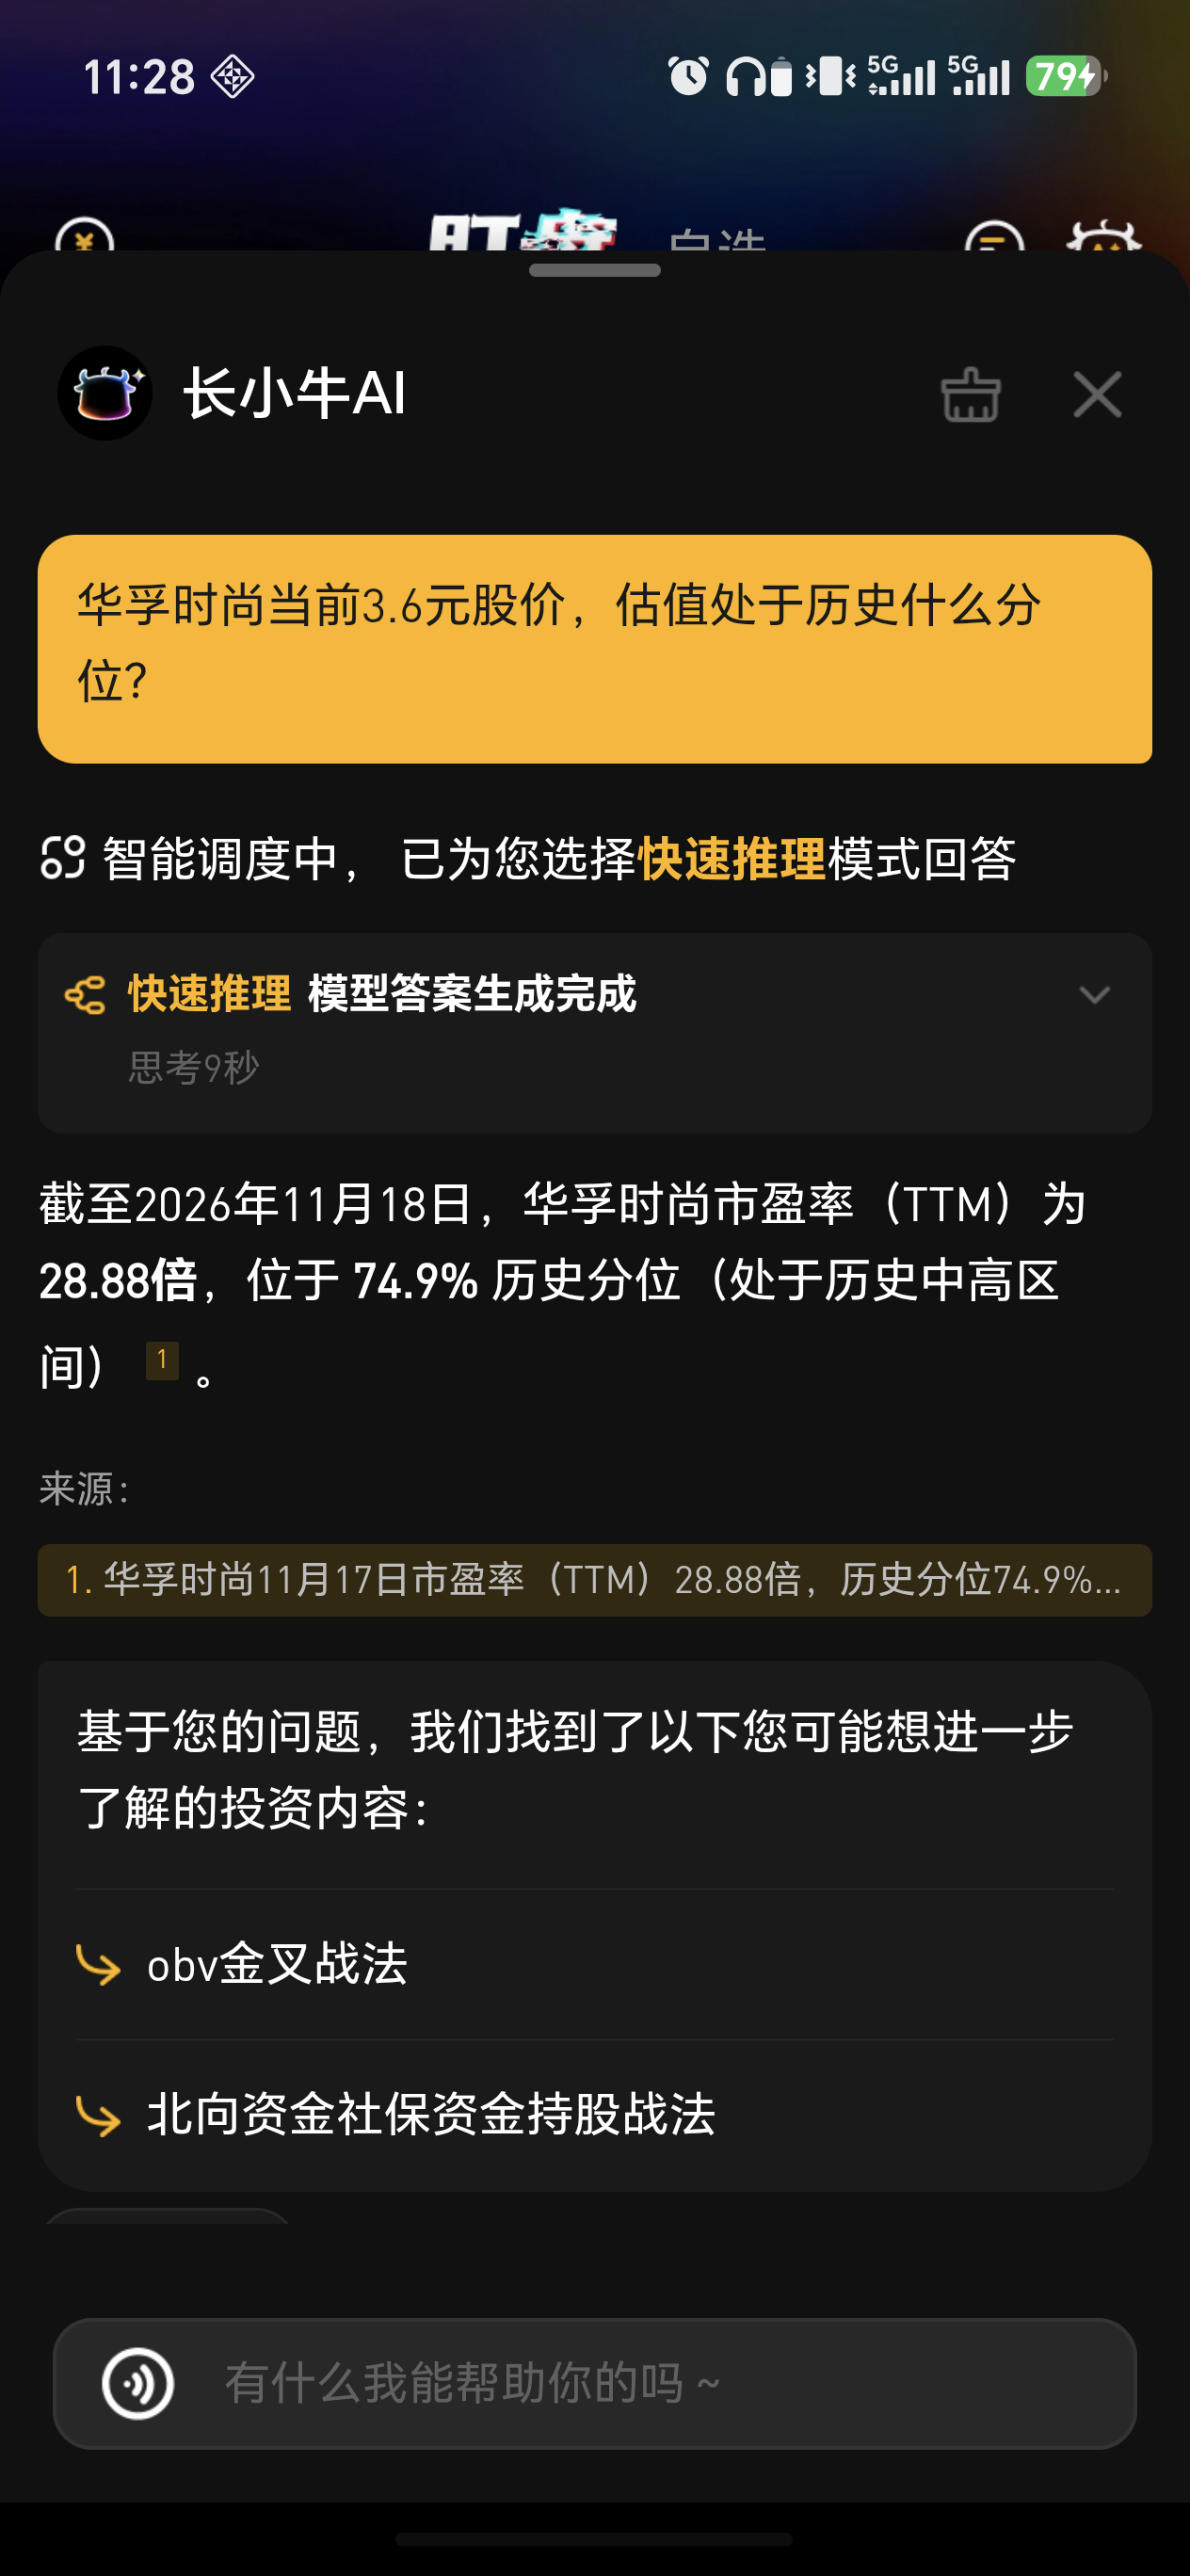 11:28
5G 5G 79
长小牛AI
华孚时尚当前3.6元股价，估值处于历史什么分
位？
智能调度中， 已为您选择快速推理模式回答
快速推理 模型答案生成完成
思考9秒
截至2026年11月18日，华孚时尚市盈率（TTM）为
28.88倍，位于 74.9% 历史分位（处于历史中高区
间） 1 。
来源：
1. 华孚时尚11月17日市盈率（TTM）28.88倍，历史分位74.9%...
基于您的问题，我们找到了以下您可能想进一步
了解的投资内容：
obv金叉战法
北向资金社保资金持股战法
有什么我能帮助你的吗～